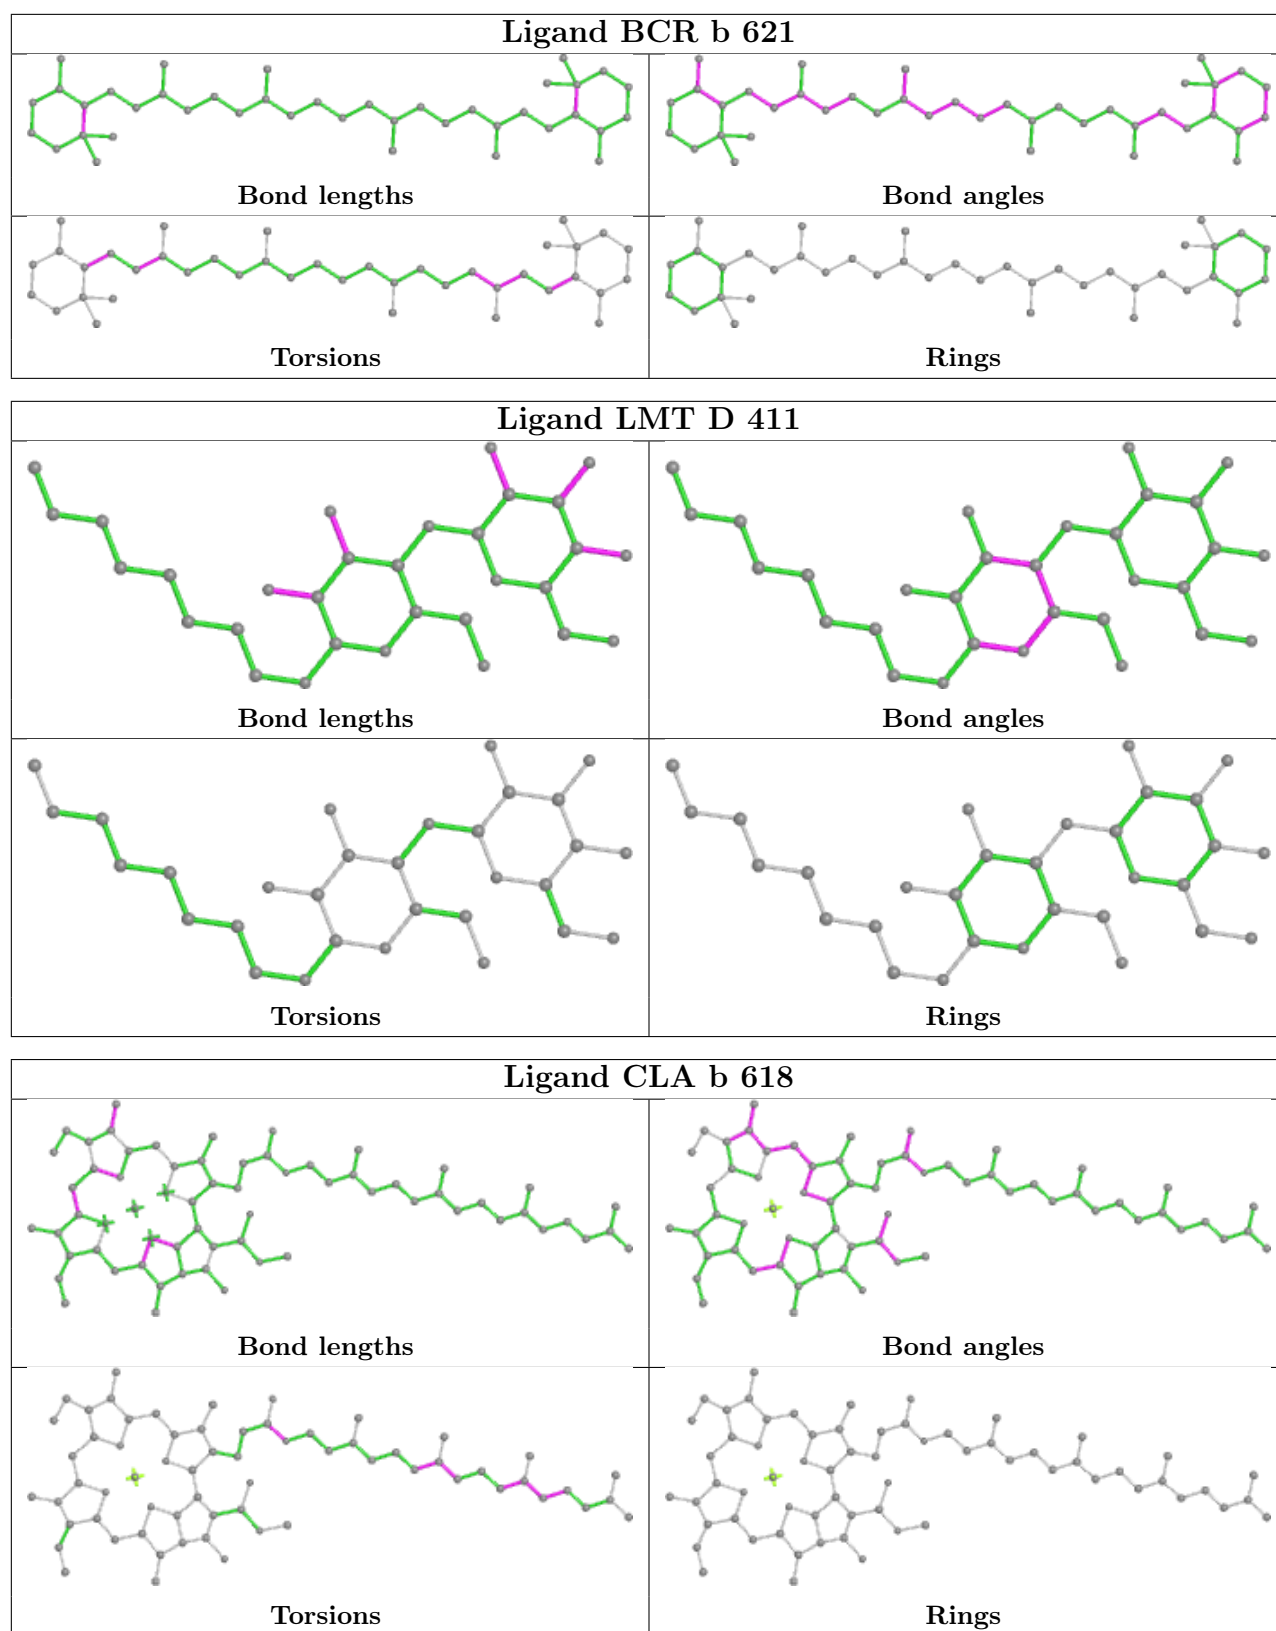 Ligand BCR b 621
Bond lengths
Bond angles
Torsions
Rings
Ligand LMT D 411
Bond lengths
Bond angles
Torsions
Rings
Ligand CLA b 618
Bond lengths
Bond angles
Torsions
Rings